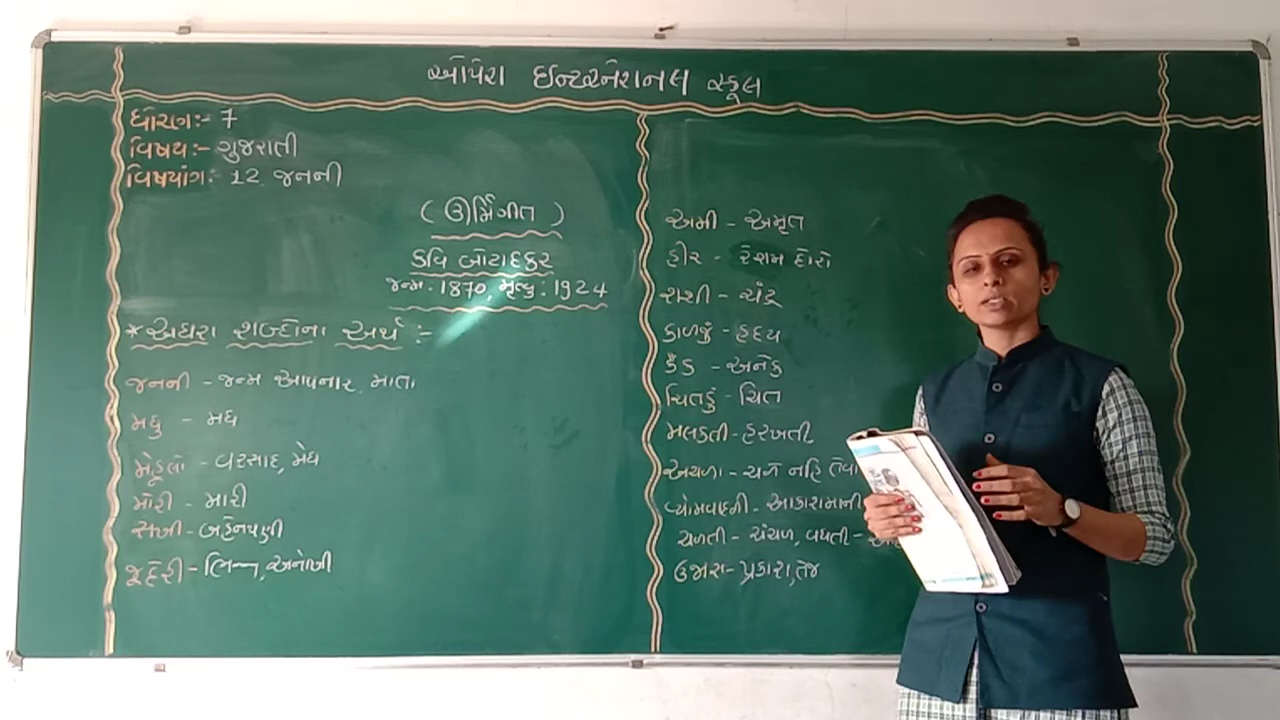 ઓપેરા ઇન્ટરનેશનલ સ્કૂલ
ધોરણ:- 7
વિષય:- ગુજરાતી
વિષયાંગ:- 12. જનની
(ઊર્મિગીત)
કવિ બોટાદકર
જન્મ:1870, મૃત્યુ:1924
*અઘરા શબ્દોના અર્થ :-
જનની - જન્મ આપનાર માતા
મધુ - મધ
મેહૂલો - વરસાદ, મેઘ
મોરી - મારી
સખી - બહેનપણી
જૂદેરી - ભિન્ન, અનોખી
અમી - અમૃત
હીર - રેશમ દોરો
શશી - ચંદ્ર
કાળજું - હૃદય
કૈંક - અનેક
ચિતડું - ચિત
મલકતી - હરખતી
અચળા - ચળે નહિ તેવા
વ્યોમવાણી - આકાશમાની
ચળતી - ચંચળ, વધતી -
ઉજાસ - પ્રકાશ, તેજ